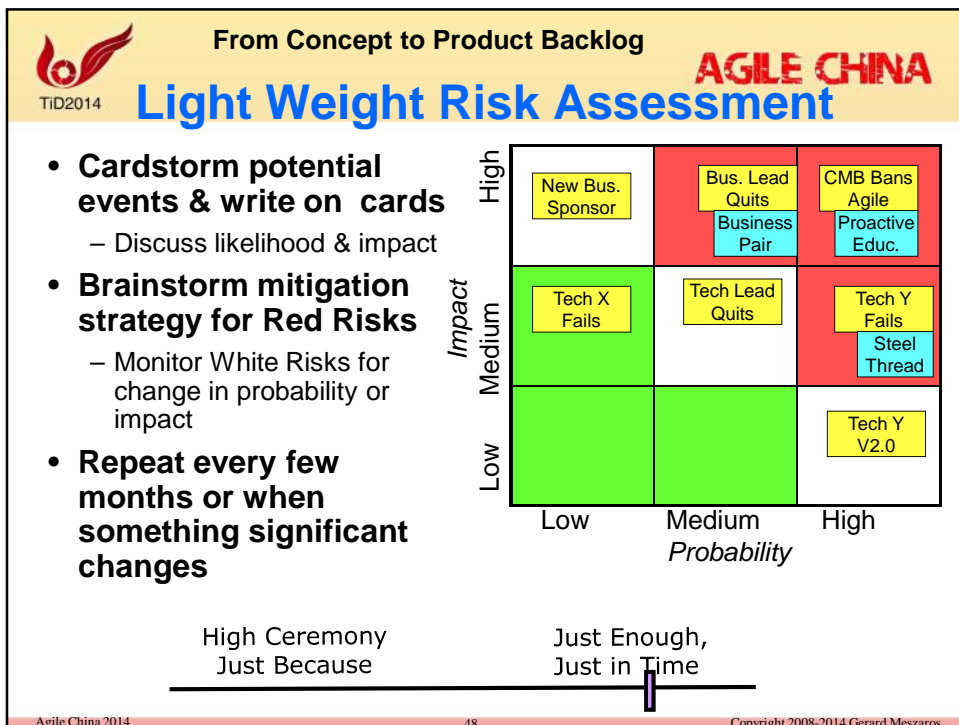 From Concept to Product Backlog
AGILE CHINA
TiD2014
Light Weight Risk Assessment
• Cardstorm potential
events & write on cards
– Discuss likelihood & impact
• Brainstorm mitigation
strategy for Red Risks
– Monitor White Risks for
change in probability or
impact
• Repeat every few
months or when
something significant
changes
Impact
High
Medium
Low
New Bus.
Sponsor
Bus. Lead
Quits
Business
Pair
CMB Bans
Agile
Proactive
Educ.
Tech X
Fails
Tech Lead
Quits
Tech Y
Fails
Steel
Thread
Tech Y
V2.0
Low Medium High
Probability
High Ceremony
Just Because
Just Enough,
Just in Time
Agile China 2014 48 Copyright 2008-2014 Gerard Meszaros